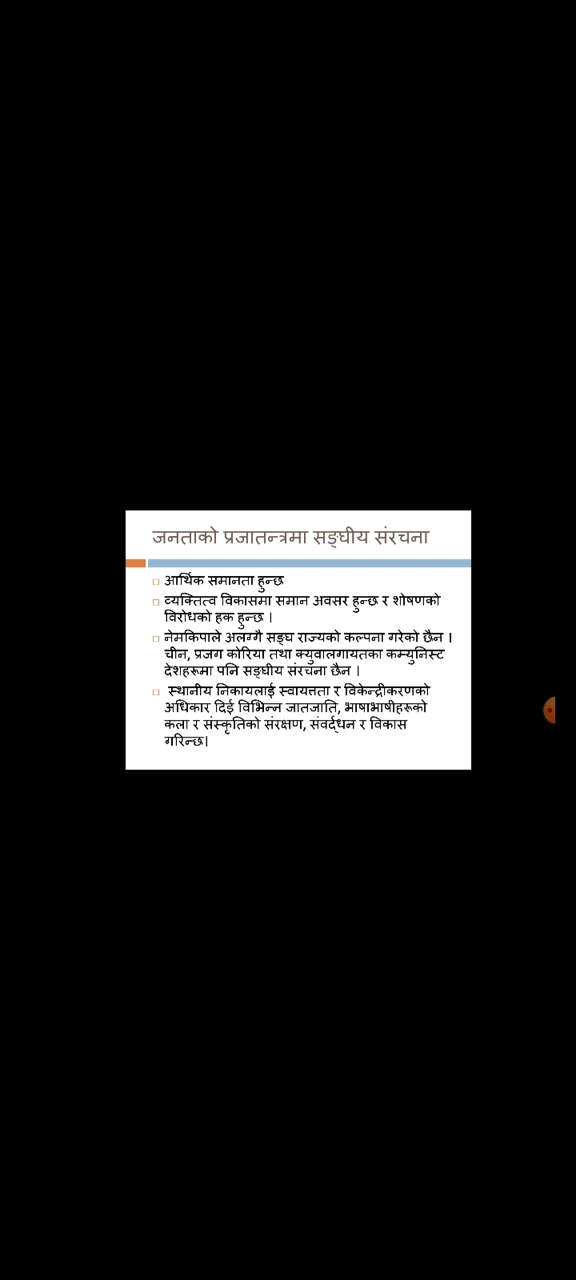 जनताको प्रजातन्त्रमा सङ्घीय संरचना
आर्थिक समानता हुन्छ
व्यक्तित्व विकासमा समान अवसर हुन्छ र शोषणको
विरोधको हक हुन्छ ।
नेमकिपाले अलग्गै सङ्घ राज्यको कल्पना गरेको छैन ।
चीन, प्रजग कोरिया तथा क्युवालगायतका कम्युनिस्ट
देशहरूमा पनि सङ्घीय संरचना छैन ।
स्थानीय निकायलाई स्वायत्तता र विकेन्द्रीकरणको
अधिकार दिई विभिन्न जातजाति, भाषाभाषीहरूको
कला र संस्कृतिको संरक्षण, संवर्द्धन र विकास
गरिन्छ।